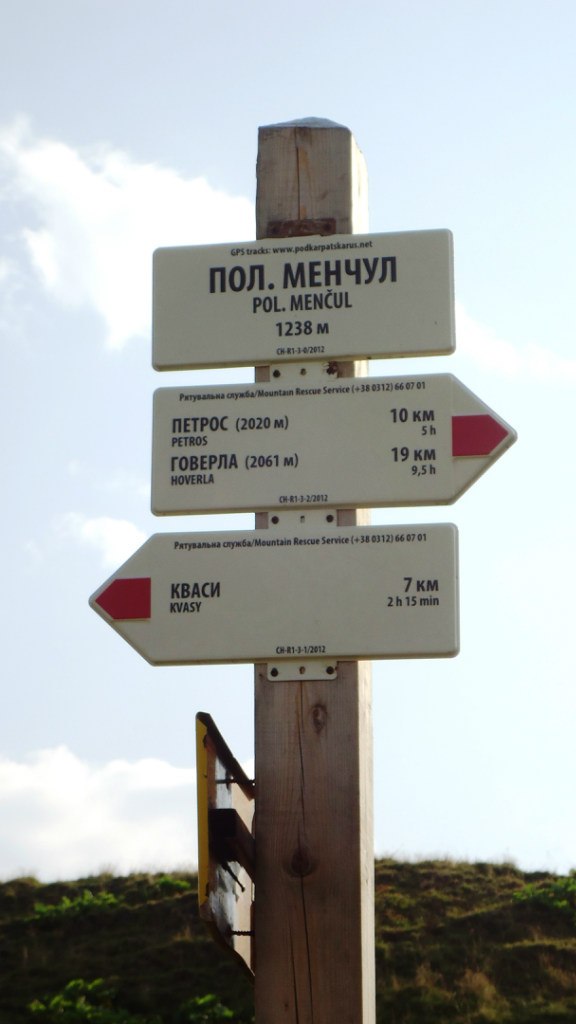 GPS tracks: www.podkarpatskarus.net
ПОЛ. МЕНЧУЛ
POL. MENČUL
1238 м
CH-R1-3-0/2012
Рятувальна служба/Mountain Rescue Service (+38 0312) 66 07 01
ПЕТРОС (2020 м) 10 км
PETROS 5 h
ГОВЕРЛА (2061 м) 19 км
HOVERLA 9,5 h
CH-R1-3-2/2012
Рятувальна служба/Mountain Rescue Service (+38 0312) 66 07 01
КВАСИ 7 км
KVASY 2 h 15 min
CH-R1-3-1/2012